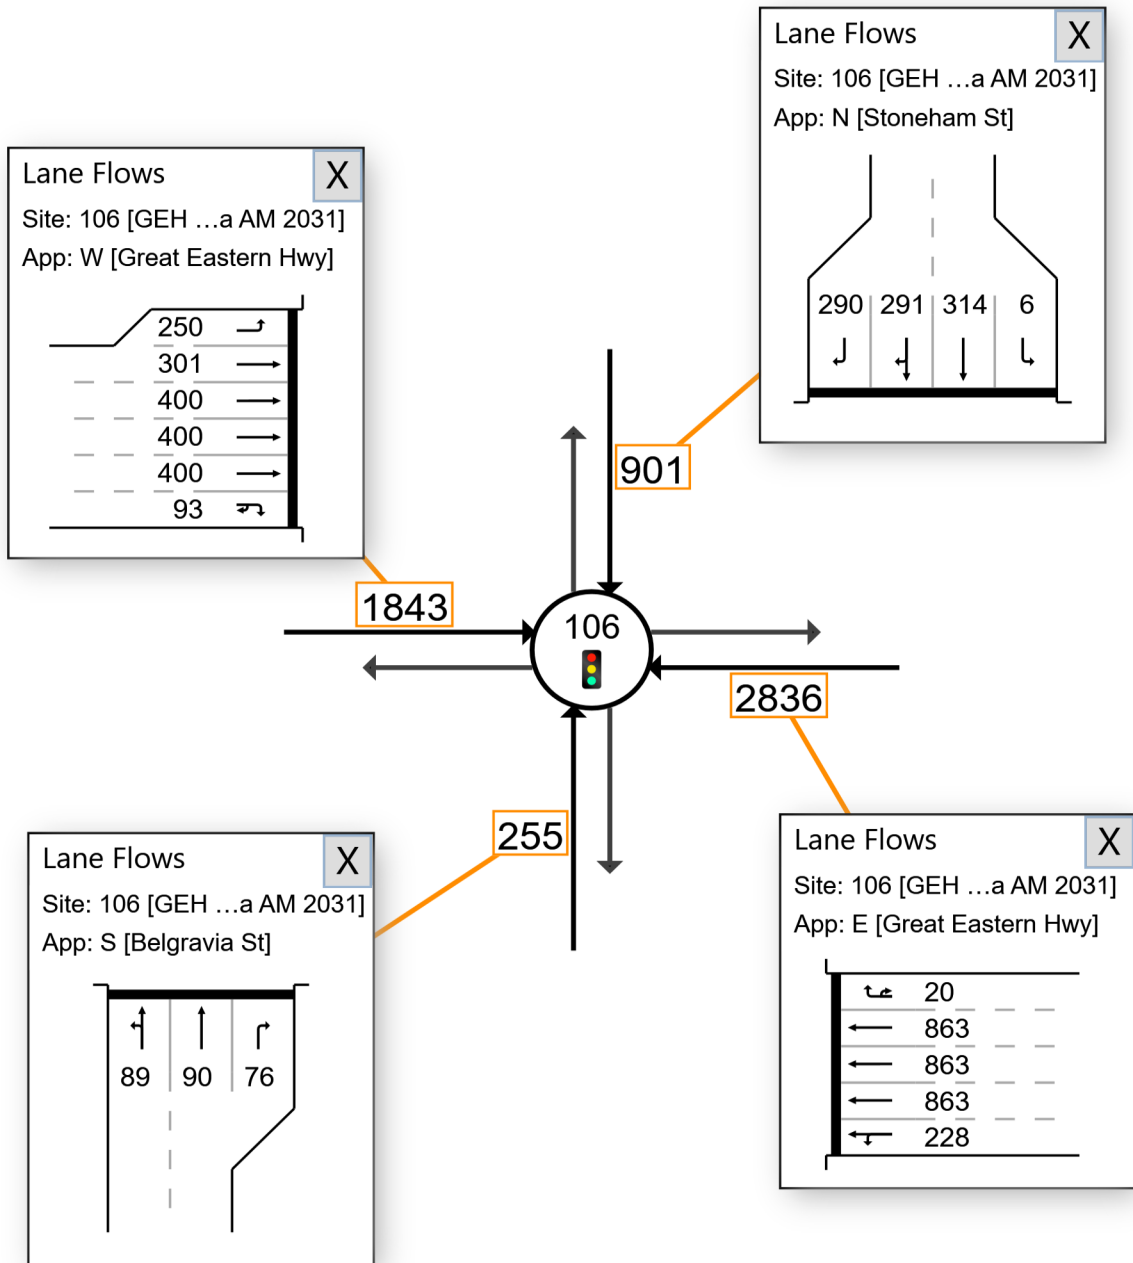 Lane Flows
X
Site: 106 [GEH ...a AM 2031]
App: N [Stoneham St]
290 291 314 6
Lane Flows
X
Site: 106 [GEH ...a AM 2031]
App: W [Great Eastern Hwy]
250
301
400
400
400
93
901
1843
106
2836
255
Lane Flows
X
Site: 106 [GEH ...a AM 2031]
App: S [Belgravia St]
89 90 76
Lane Flows
X
Site: 106 [GEH ...a AM 2031]
App: E [Great Eastern Hwy]
20
863
863
863
228